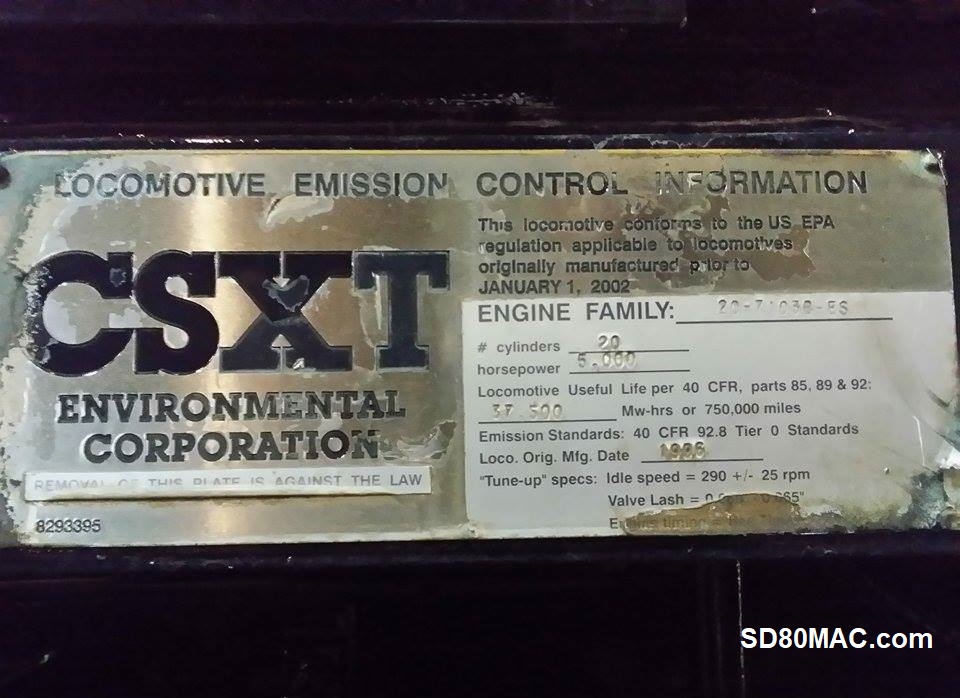 LOCOMOTIVE EMISSION CONTROL INFORMATION
CSXT
ENVIRONMENTAL
CORPORATION
REMOVAL OF THIS PLATE IS AGAINST THE LAW
8293395
This locomotive conforms to the US EPA
regulation applicable to locomotives
originally manufactured prior to
JANUARY 1, 2002
ENGINE FAMILY:
# cylinders 20
horsepower 5,000
Locomotive Useful Life per 40 CFR, parts 85, 89 & 92:
37,500 Mw-hrs or 750,000 miles
Emission Standards: 40 CFR 92.8 Tier 0 Standards
Loco. Orig. Mfg. Date 1996
"Tune-up" specs: Idle speed = 290 +/- 25 rpm
Valve Lash =
Engine timing =
SD80MAC.com